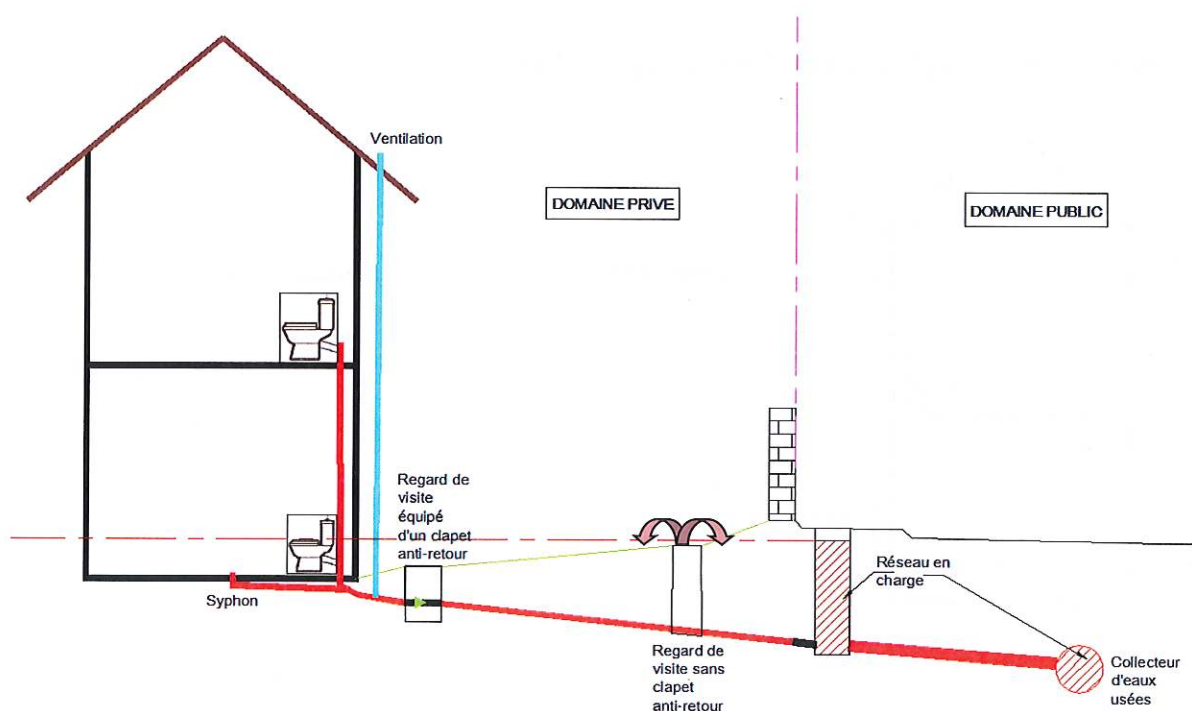 Ventilation
DOMAINE PRIVE
DOMAINE PUBLIC
Regard de
visite
équipé
d'un clapet
anti-retour
Syphon
Réseau en
charge
Regard de
visite sans
clapet
anti-retour
Collecteur
d'eaux
usées